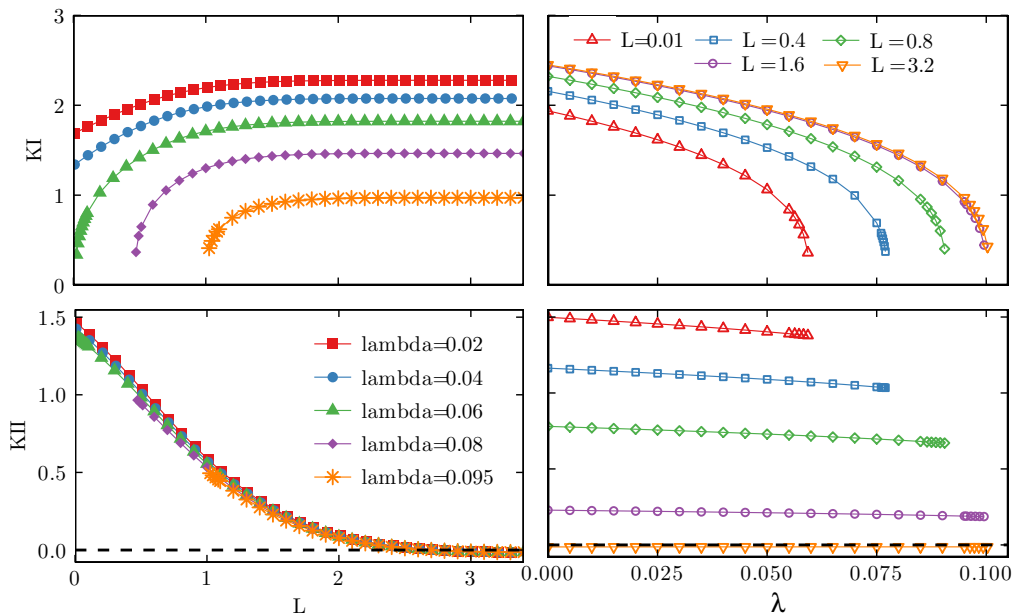 3
2
1
0
KI
L=0.01
L=0.4
L=0.8
L=1.6
L=3.2
1.5
1.0
0.5
0.0
KII
lambda=0.02
lambda=0.04
lambda=0.06
lambda=0.08
lambda=0.095
0 1 2 3
L
0.000 0.025 0.050 0.075 0.100
λ